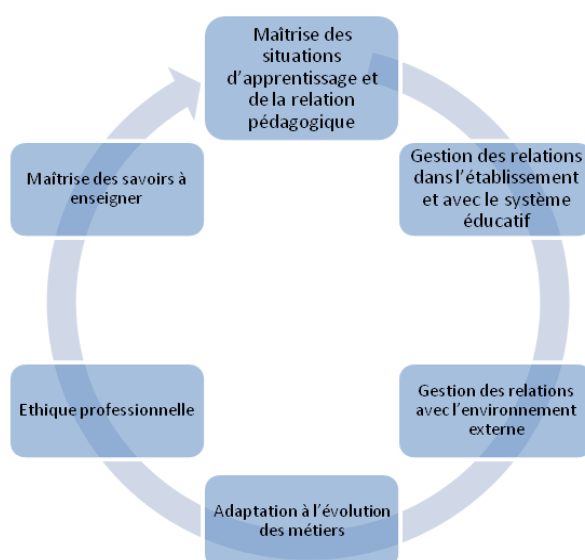 Maîtrise des
situations
d'apprentissage et
de la relation
pédagogique
Gestion des relations
dans l'établissement
et avec le système
éducatif
Gestion des relations
avec l'environnement
externe
Adaptation à l'évolution
des métiers
Ethique professionnelle
Maîtrise des savoirs à
enseigner